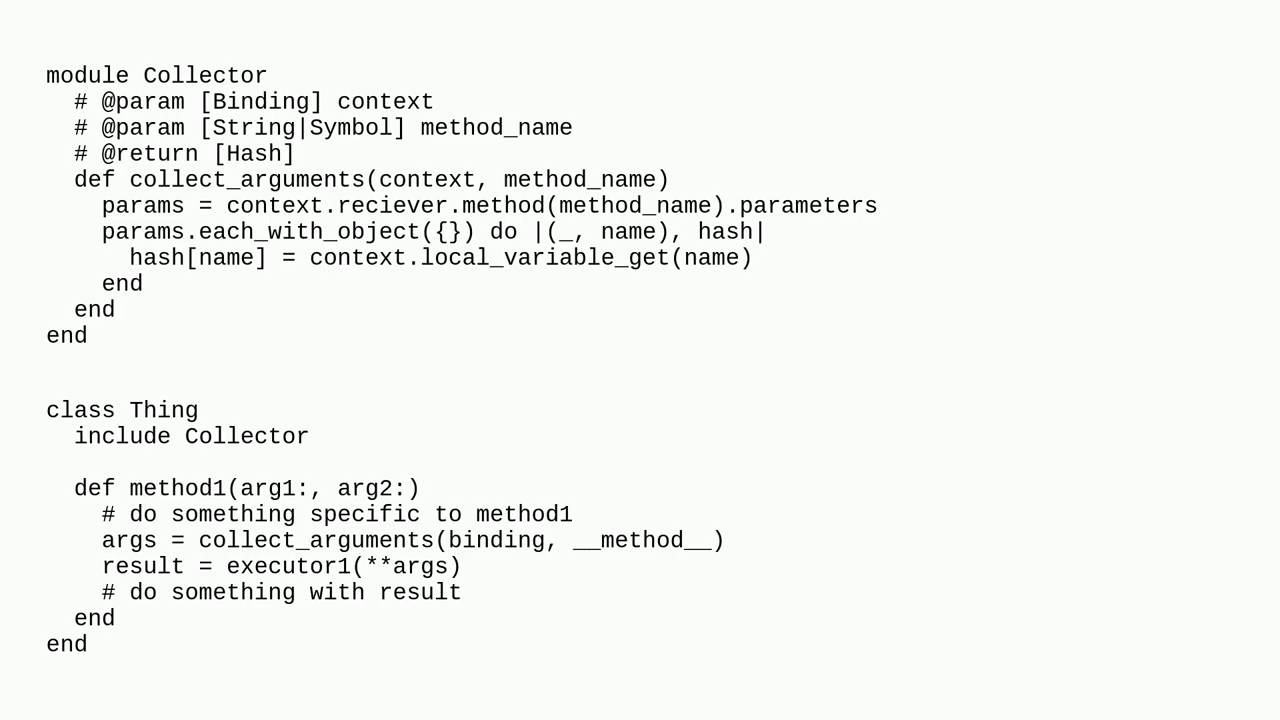 module Collector
  # @param [Binding] context
  # @param [String|Symbol] method_name
  # @return [Hash]
  def collect_arguments(context, method_name)
    params = context.reciever.method(method_name).parameters
    params.each_with_object({}) do |(_, name), hash|
      hash[name] = context.local_variable_get(name)
    end
  end
end

class Thing
  include Collector

  def method1(arg1:, arg2:)
    # do something specific to method1
    args = collect_arguments(binding, __method__)
    result = executor1(**args)
    # do something with result
  end
end